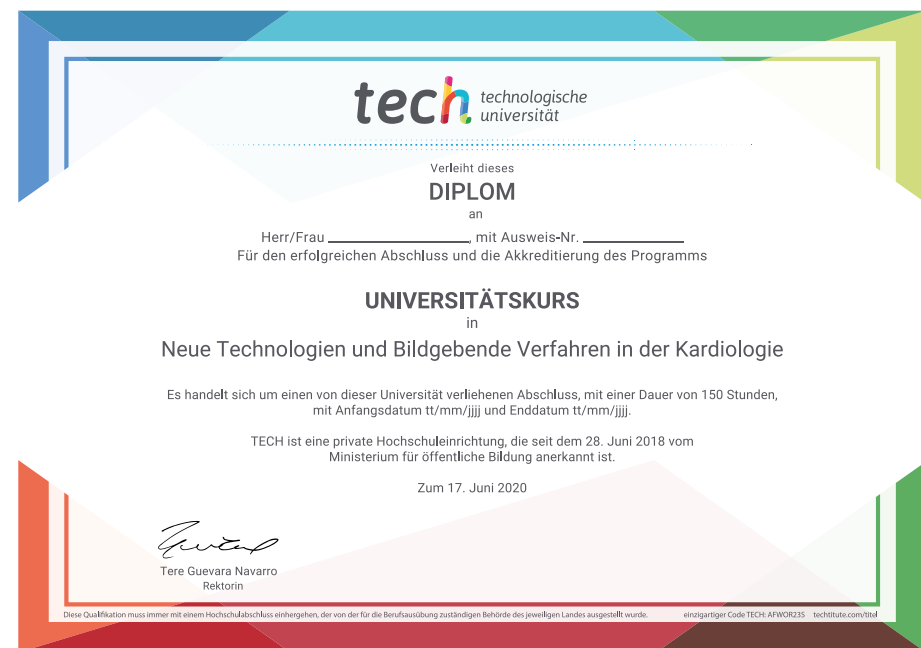 tech technologische
universität
Verleiht dieses
DIPLOM
an
Herr/Frau ____________, mit Ausweis-Nr. ____________
Für den erfolgreichen Abschluss und die Akkreditierung des Programms
UNIVERSITÄTSKURS
in
Neue Technologien und Bildgebende Verfahren in der Kardiologie
Es handelt sich um einen von dieser Universität verliehenen Abschluss, mit einer Dauer von 150 Stunden,
mit Anfangsdatum tt/mm/jjjj und Enddatum tt/mm/jjjj.
TECH ist eine private Hochschuleinrichtung, die seit dem 28. Juni 2018 vom
Ministerium für öffentliche Bildung anerkannt ist.
Zum 17. Juni 2020
Tere Guevara Navarro
Rektorin
Diese Qualifikation muss immer mit einem Hochschulabschluss einhergehen, der von der für die Berufsausübung zuständigen Behörde des jeweiligen Landes ausgestellt wurde. einzigartiger Code TECH: AFWOR23S techtitute.com/titel